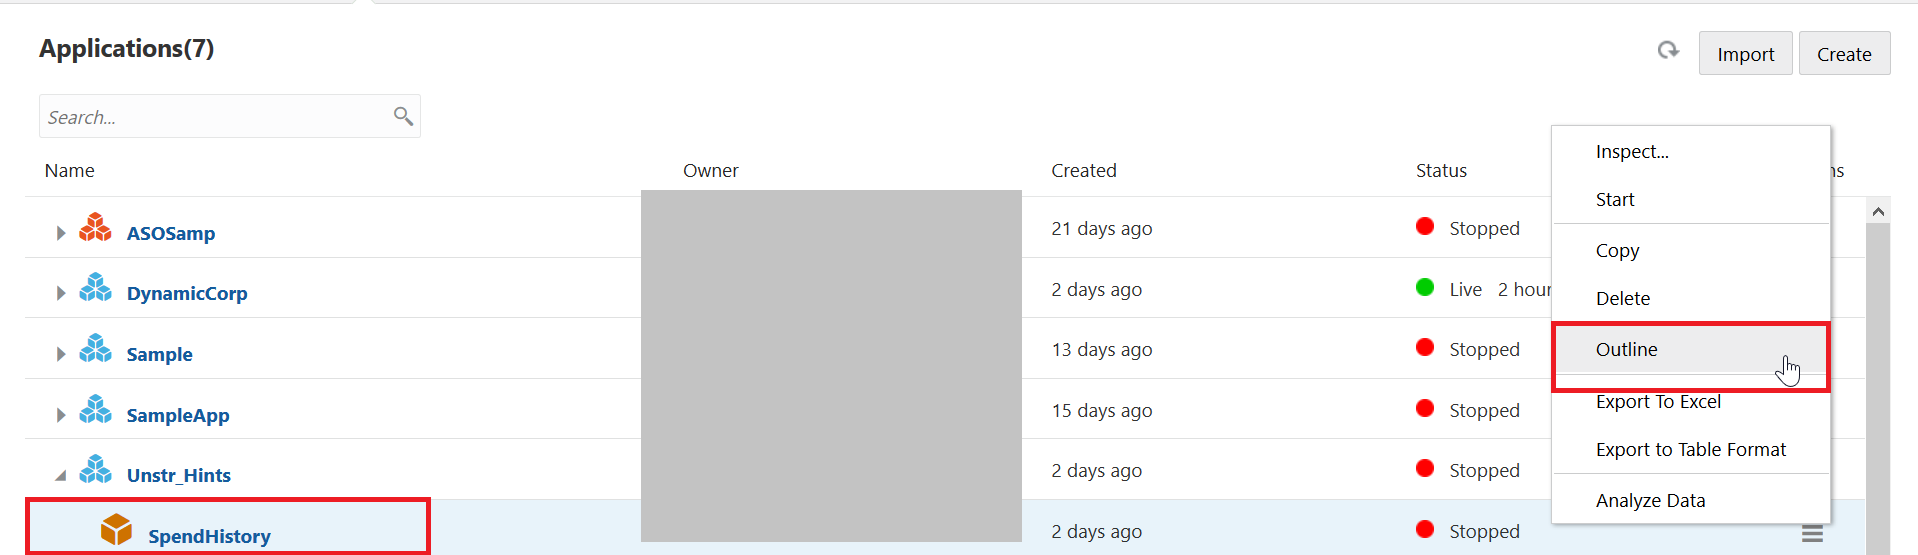 Applications(7)
Import
Create
Search...
Name Owner Created Status ns
ASOSamp 21 days ago Stopped
DynamicCorp 2 days ago Live 2 hour
Sample 13 days ago Stopped
SampleApp 15 days ago Stopped
Unstr_Hints 2 days ago Stopped
SpendHistory 2 days ago Stopped
Inspect...
Start
Copy
Delete
Outline
Export To Excel
Export to Table Format
Analyze Data